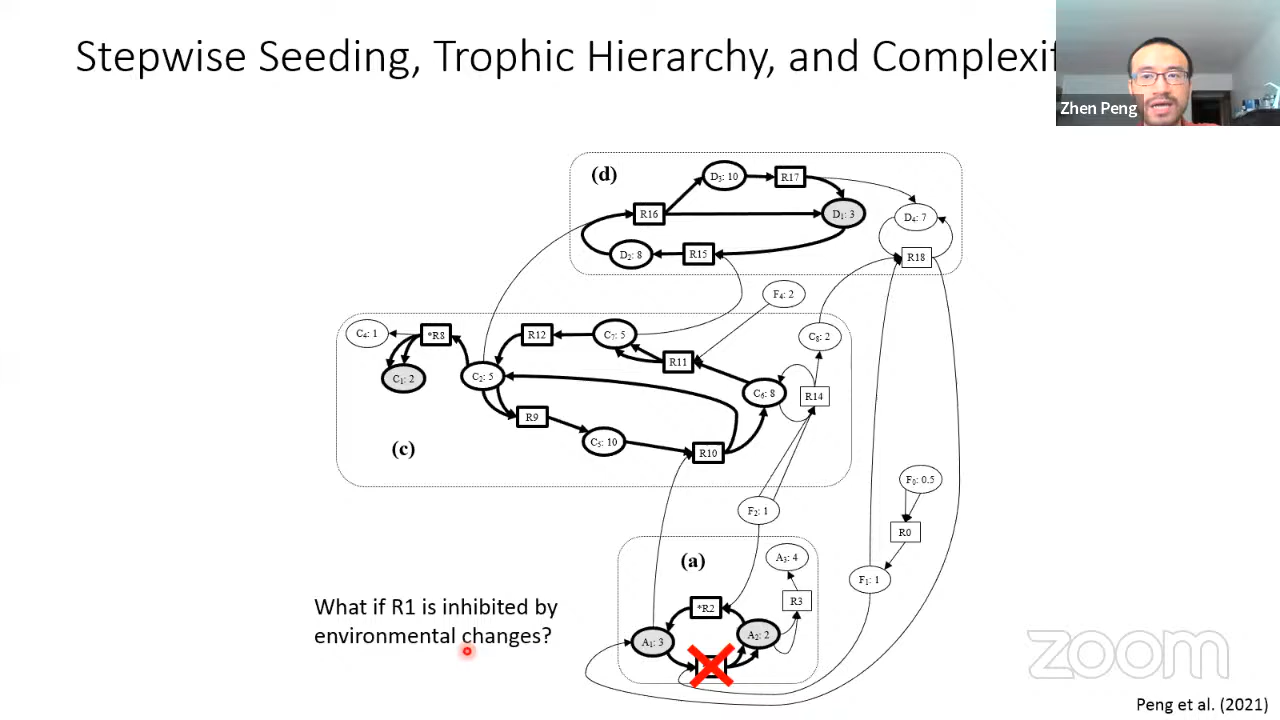 Stepwise Seeding, Trophic Hierarchy, and Complexif
Zhen Peng
(d)
D₃: 10
R17
R16
D₁: 3
D₄: 7
D₂: 8
R15
R18
F₄: 2
C₄: 1
*R8
R12
C₇: 5
C₈: 2
R11
C₁: 2
C₂: 5
C₆: 8
R14
R9
C₅: 10
R10
(c)
F₂: 1
F₀: 0.5
R0
(a)
A₃: 4
F₁: 1
*R2
R3
A₁: 3
A₂: 2
What if R1 is inhibited by
environmental changes?
zoom
Peng et al. (2021)